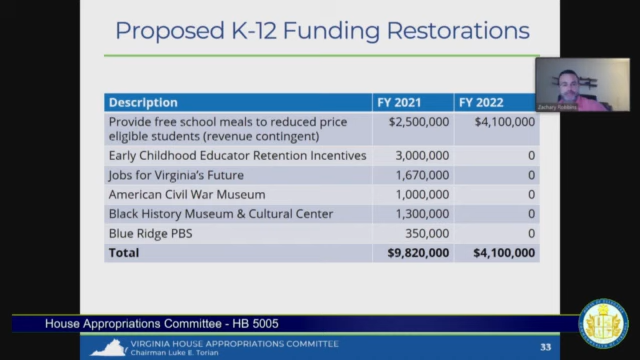 Proposed K-12 Funding Restorations
Description FY 2021 FY 2022
Provide free school meals to reduced price $2,500,000 $4,100,000
eligible students (revenue contingent)
Early Childhood Educator Retention Incentives 3,000,000 0
Jobs for Virginia's Future 1,670,000 0
American Civil War Museum 1,000,000 0
Black History Museum & Cultural Center 1,300,000 0
Blue Ridge PBS 350,000 0
Total $9,820,000 $4,100,000
House Appropriations Committee - HB 5005
VIRGINIA HOUSE APPROPRIATIONS COMMITTEE
Chairman Luke E. Torian
33